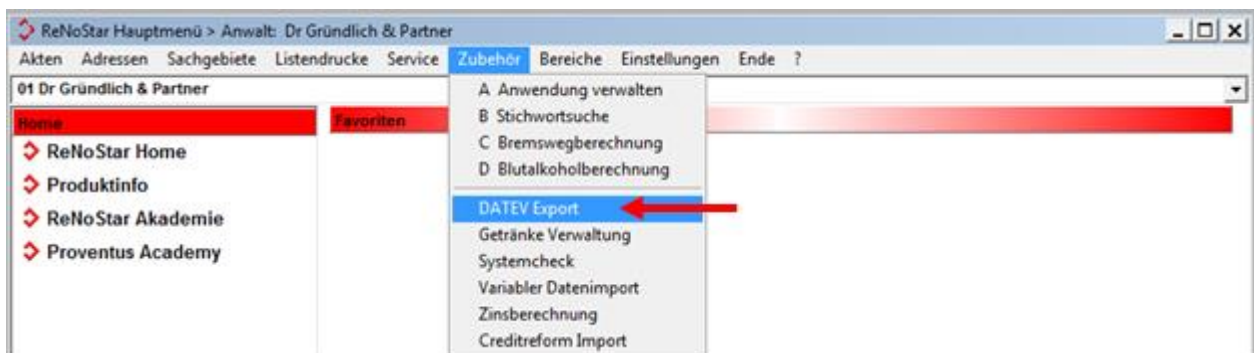 ReNoStar Hauptmenü > Anwalt: Dr Gründlich & Partner
Akten Adressen Sachgebiete Listendrucke Service Zubehör Bereiche Einstellungen Ende ?
01 Dr Gründlich & Partner
Home
Favoriten
ReNoStar Home
Produktinfo
ReNoStar Akademie
Proventus Academy
A Anwendung verwalten
B Stichwortsuche
C Bremswegberechnung
D Blutalkoholberechnung
DATEV Export
Getränke Verwaltung
Systemcheck
Variabler Datenimport
Zinsberechnung
Creditreform Import